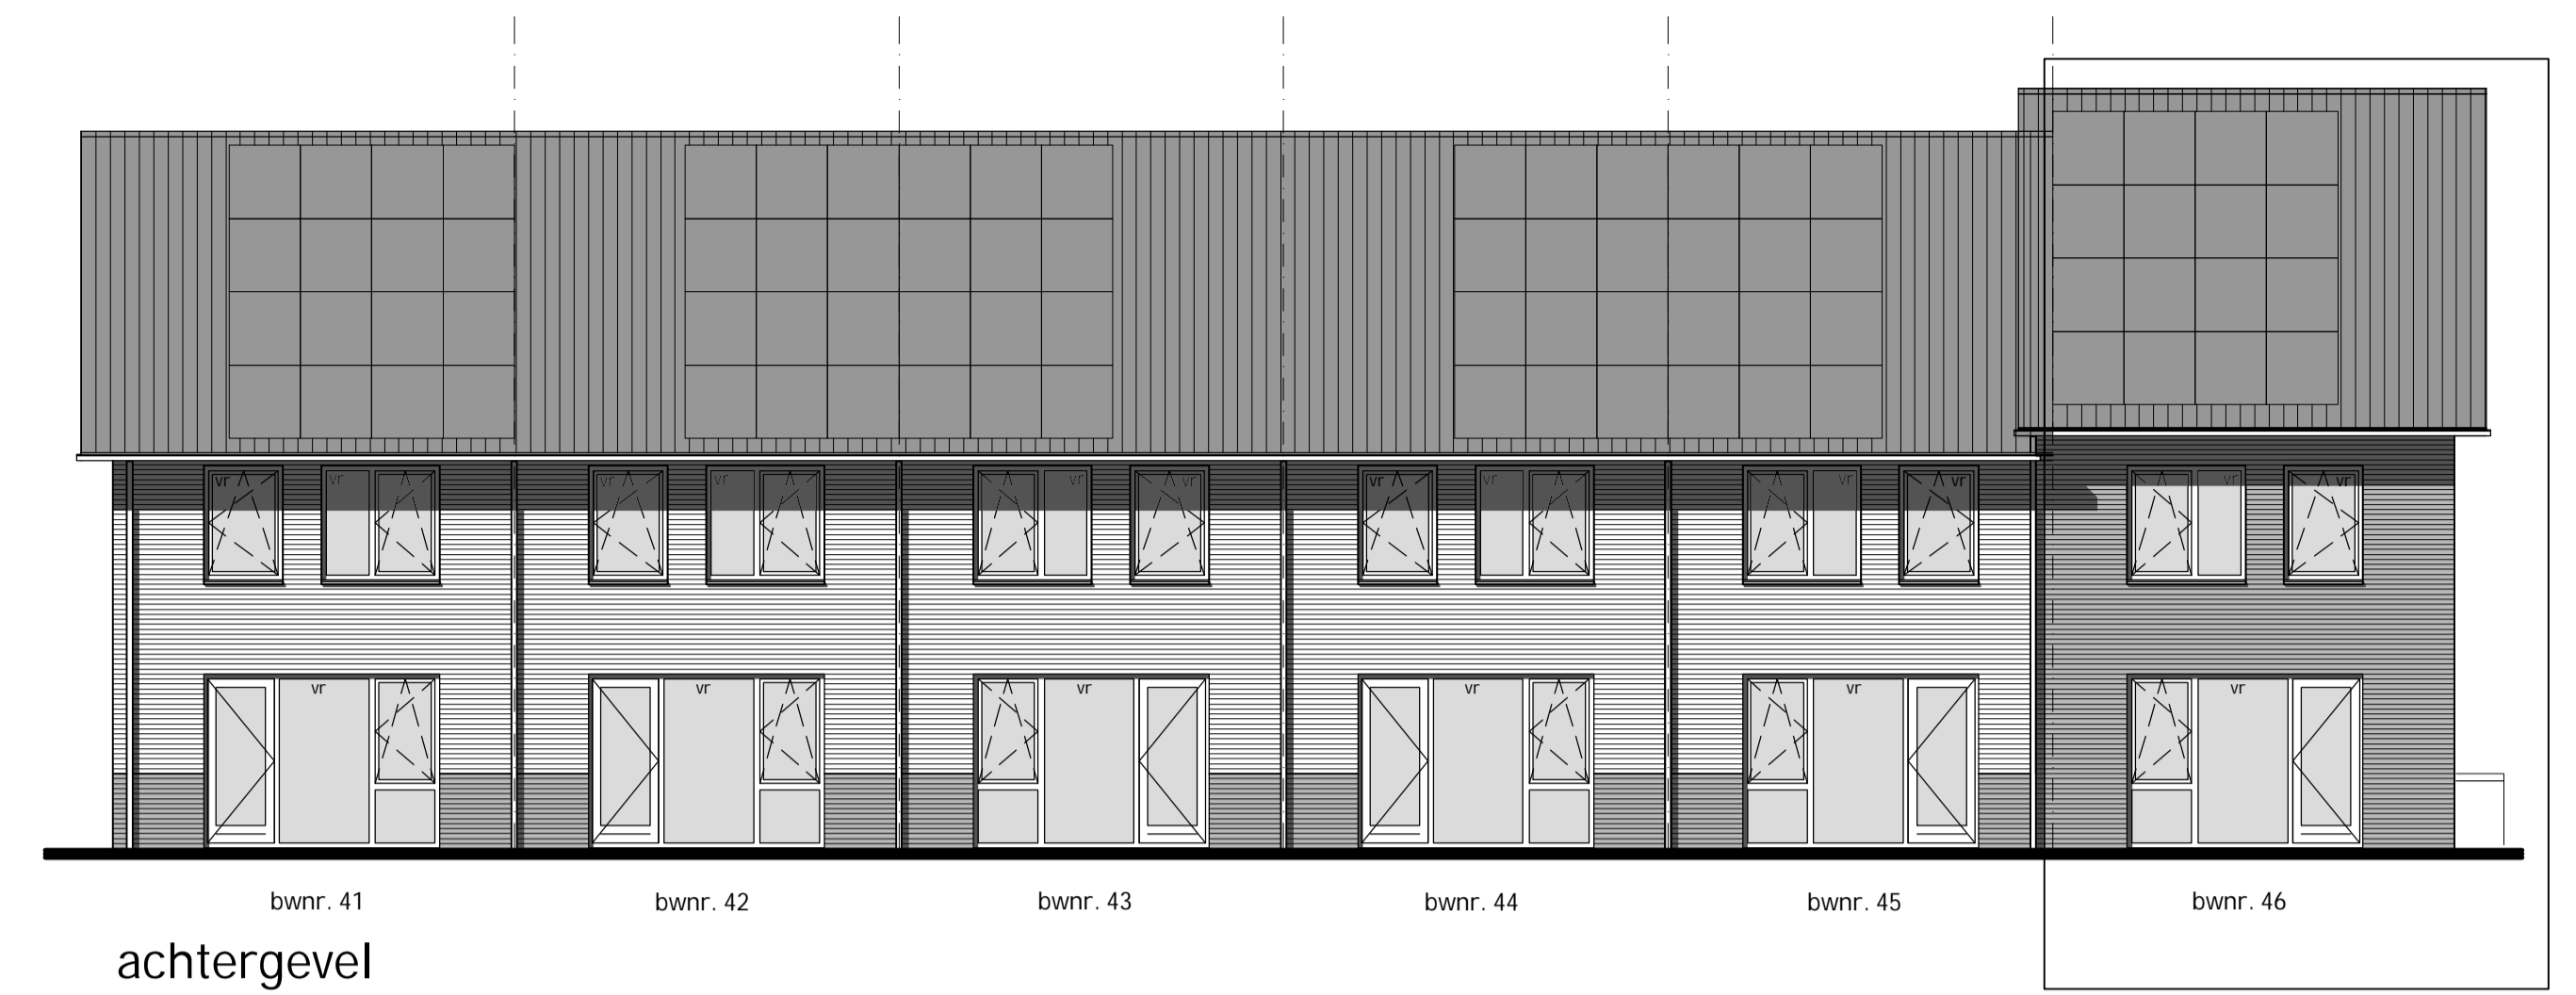 vr vr vr vr vr vr vr vr vr vr vr vr
vr vr vr vr vr vr
bwnr. 41 bwnr. 42 bwnr. 43 bwnr. 44 bwnr. 45 bwnr. 46
achtergevel